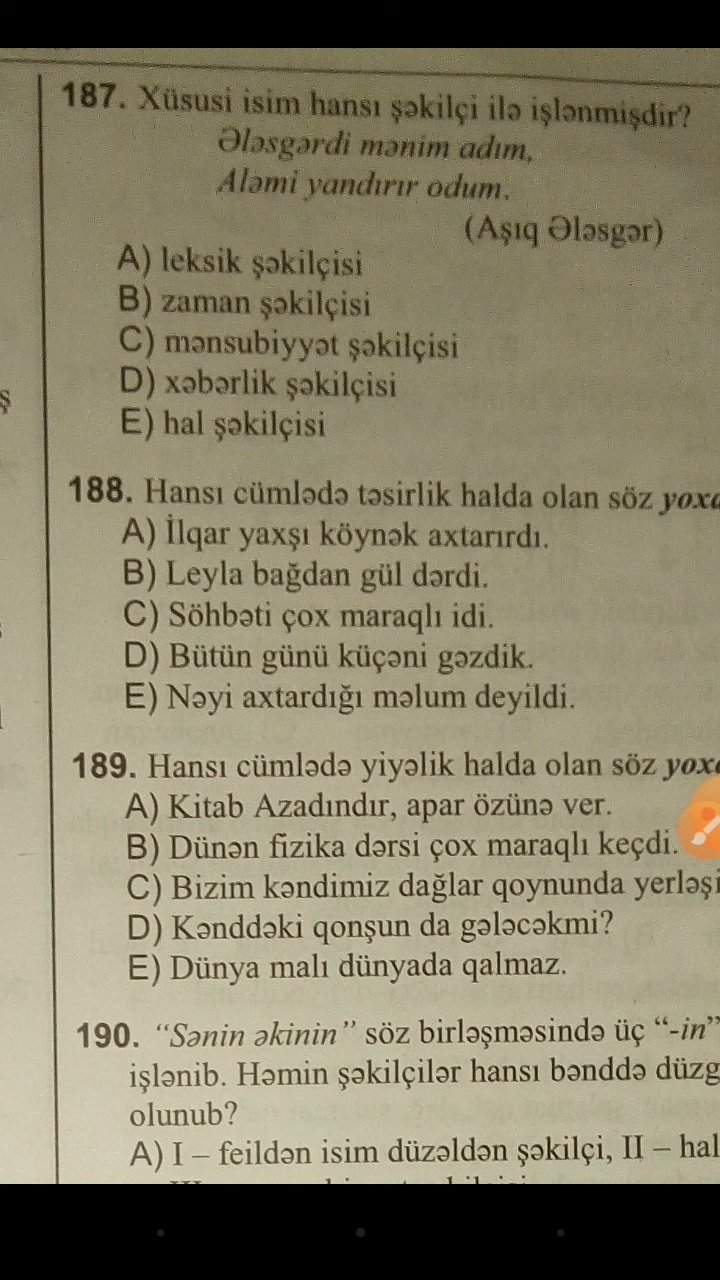 187. Xüsusi isim hansı şəkilçi ilə işlənmişdir?
Ələsgərdi mənim adım,
Aləmi yandırır odum.
(Aşıq Ələsgər)
A) leksik şəkilçisi
B) zaman şəkilçisi
C) mənsubiyyət şəkilçisi
D) xəbərlik şəkilçisi
E) hal şəkilçisi
ş
188. Hansı cümlədə təsirlik halda olan söz
A) İlqar yaxşı köynək axtarırdı.
B) Leyla bağdan gül dərdi.
C) Söhbəti çox maraqlı idi.
D) Bütün günü küçəni gəzdik.
E) Nəyi axtardığı məlum deyildi.
189. Hansı cümlədə yiyəlik halda olan söz
A) Kitab Azadındır, apar özünə ver.
B) Dünən fizika dərsi çox maraqlı keçdi.
C) Bizim kəndimiz dağlar qoynunda
D) Kənddəki qonşun da gələcəkmi?
E) Dünya malı dünyada qalmaz.
190. “Sənin əkinin” söz birləşməsində üç “-in”
işlənib. Həmin şəkilçilər hansı bənddə
olunub?
A) I – feildən isim düzəldən şəkilçi, II – hal